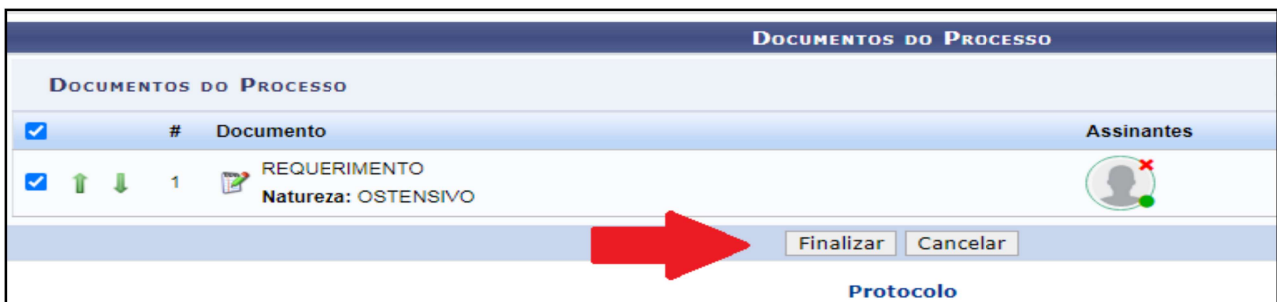 DOCUMENTOS DO PROCESSO
DOCUMENTOS DO PROCESSO
# Documento Assinantes
1 REQUERIMENTO
Natureza: OSTENSIVO
Finalizar Cancelar
Protocolo